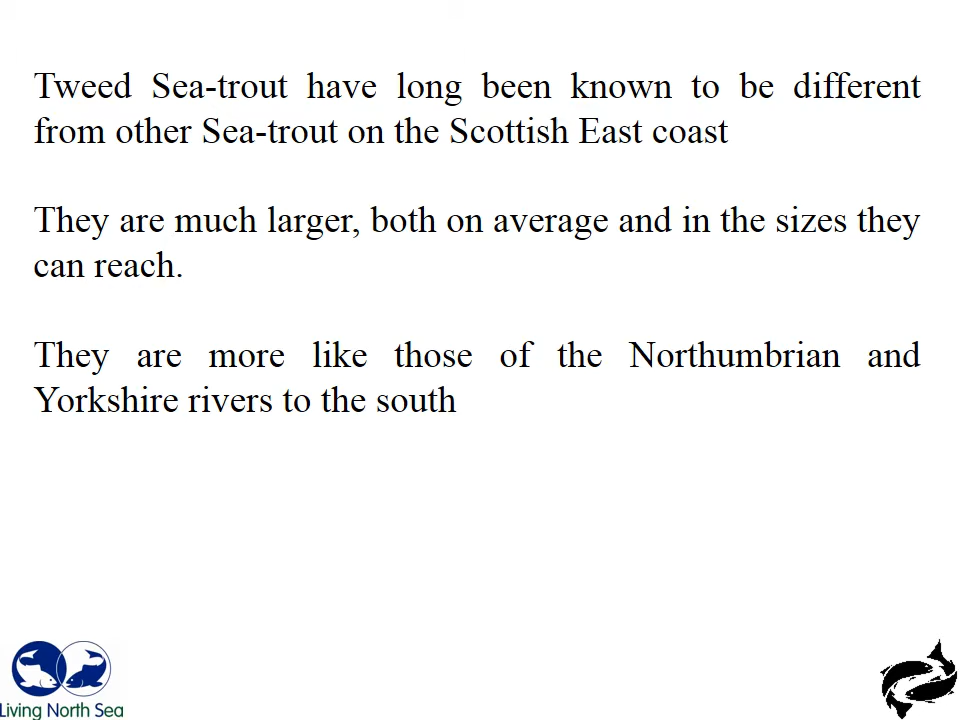 Tweed Sea-trout have long been known to be different
from other Sea-trout on the Scottish East coast
They are much larger, both on average and in the sizes they
can reach.
They are more like those of the Northumbrian and
Yorkshire rivers to the south
Living North Sea